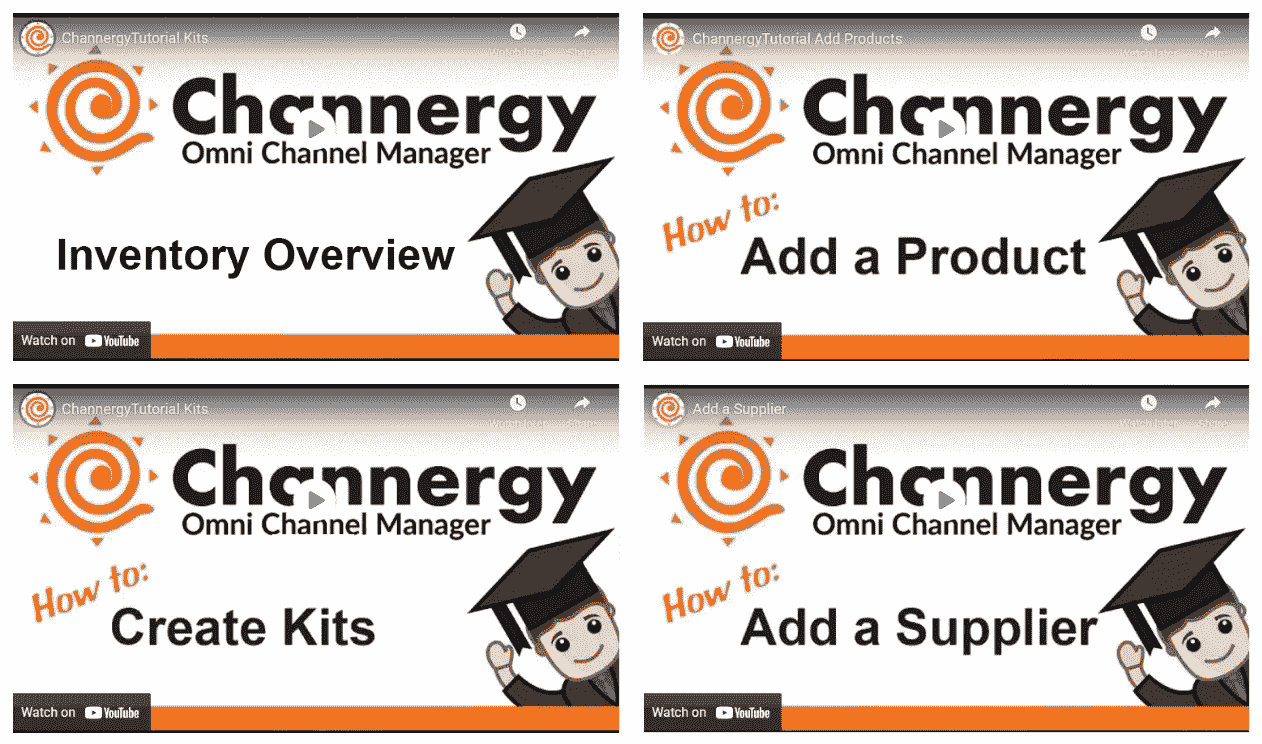 ChannergyTutorial Kits
Watch later
Share
Channergy
Omni Channel Manager
Inventory Overview
Watch on YouTube
ChannergyTutorial Add Products
Watch later
Share
Channergy
Omni Channel Manager
How to:
Add a Product
Watch on YouTube
ChannergyTutorial Kits
Watch later
Share
Channergy
Omni Channel Manager
How to:
Create Kits
Watch on YouTube
Add a Supplier
Watch later
Share
Channergy
Omni Channel Manager
How to:
Add a Supplier
Watch on YouTube